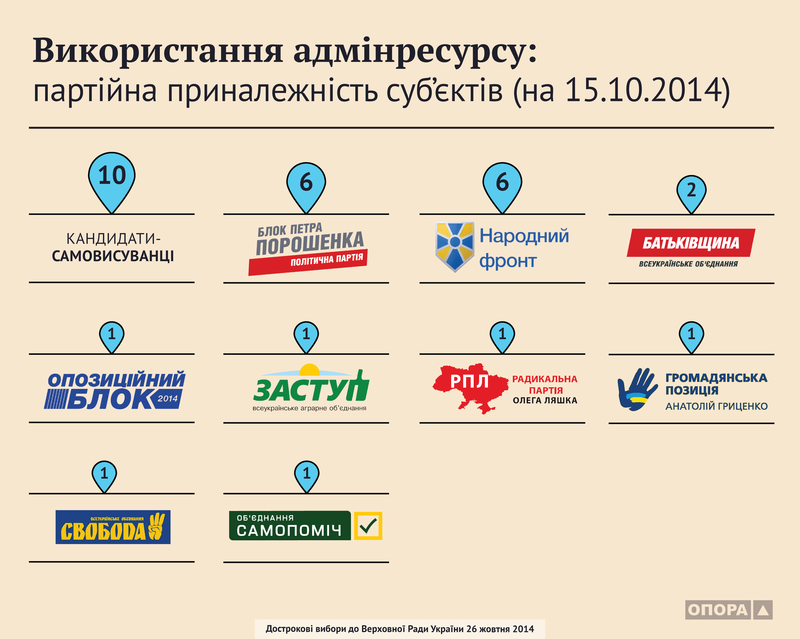 Використання адмінресурсу:
партійна приналежність суб’єктів (на 15.10.2014)
10
КАНДИДАТИ-
САМОВИСУВАНЦІ
6
БЛОК ПЕТРА
ПОРОШЕНКА
ПОЛІТИЧНА ПАРТІЯ
6
Народний
фронт
2
БАТЬКІВЩИНА
ВСЕУКРАЇНСЬКЕ ОБ’ЄДНАННЯ
1
ОПОЗИЦІЙНИЙ
БЛОК 2014
1
ЗАСТУП
всеукраїнське аграрне об’єднання
1
РПЛ
РАДИКАЛЬНА
ПАРТІЯ
ОЛЕГА ЛЯШКА
1
ГРОМАДЯНСЬКА
ПОЗИЦІЯ
АНАТОЛІЙ ГРИЦЕНКО
1
ВСЕУКРАЇНСЬКЕ ОБ’ЄДНАННЯ
СВОБОДА
1
ОБ’ЄДНАННЯ
САМОПОМІЧ
ОПОРА
Дострокові вибори до Верховної Ради України 26 жовтня 2014